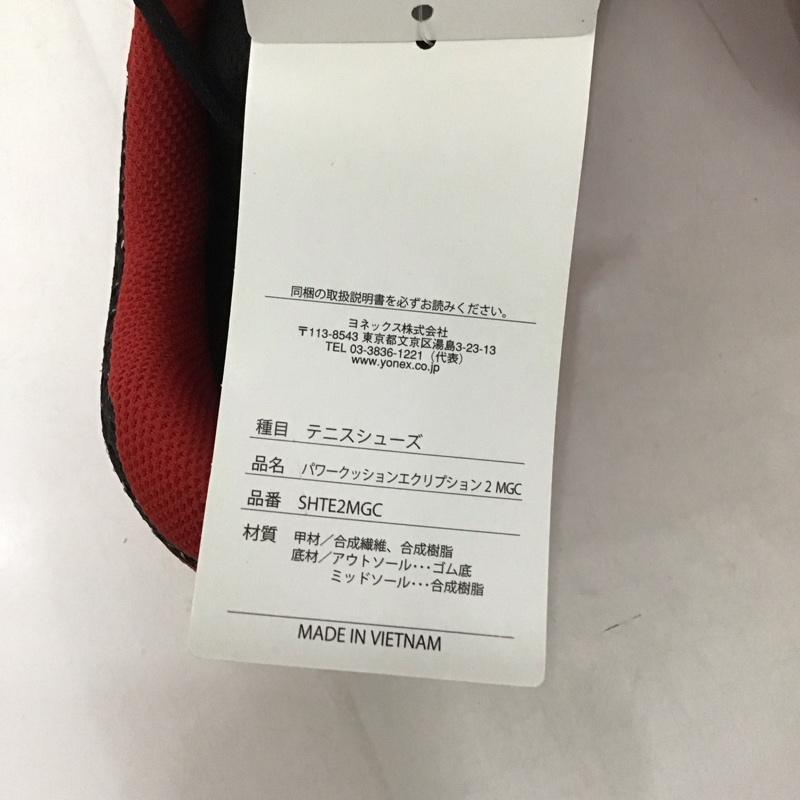 同梱の取扱説明書を必ずお読みください。
ヨネックス株式会社
〒113-8543 東京都文京区湯島3-23-13
TEL 03-3836-1221（代表）
www.yonex.co.jp
種目 テニスシューズ
品名 パワークッションエクリプション2 MGC
品番 SHTE2MGC
材質 甲材／合成繊維、合成樹脂
底材／アウトソール･･･ゴム底
ミッドソール･･･合成樹脂
MADE IN VIETNAM